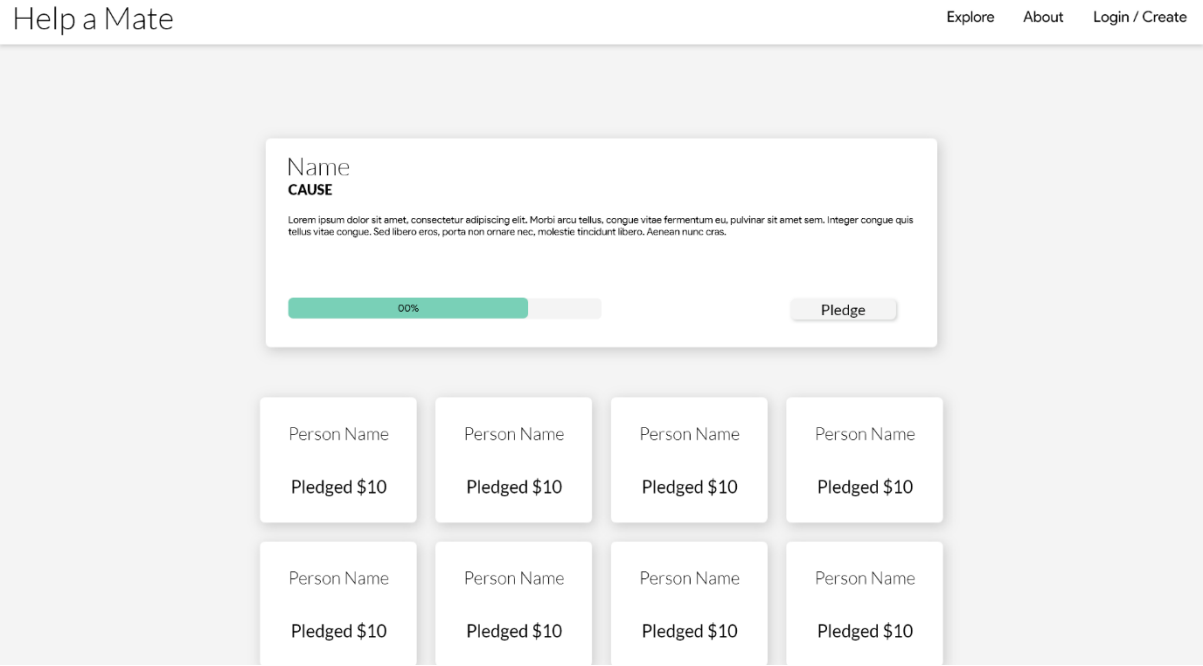 Help a Mate
Explore About Login / Create
Name
CAUSE
Lorem ipsum dolor sit amet, consectetur adipiscing elit. Morbi arcu tellus, congue vitae fermentum eu, pulvinar sit amet sem. Integer congue quis
tellus vitae congue. Sed libero eros, porta non ornare nec, molestie tincidunt libero. Aenean nunc cras.
00%
Pledge
Person Name Person Name Person Name Person Name
Pledged $10 Pledged $10 Pledged $10 Pledged $10
Person Name Person Name Person Name Person Name
Pledged $10 Pledged $10 Pledged $10 Pledged $10